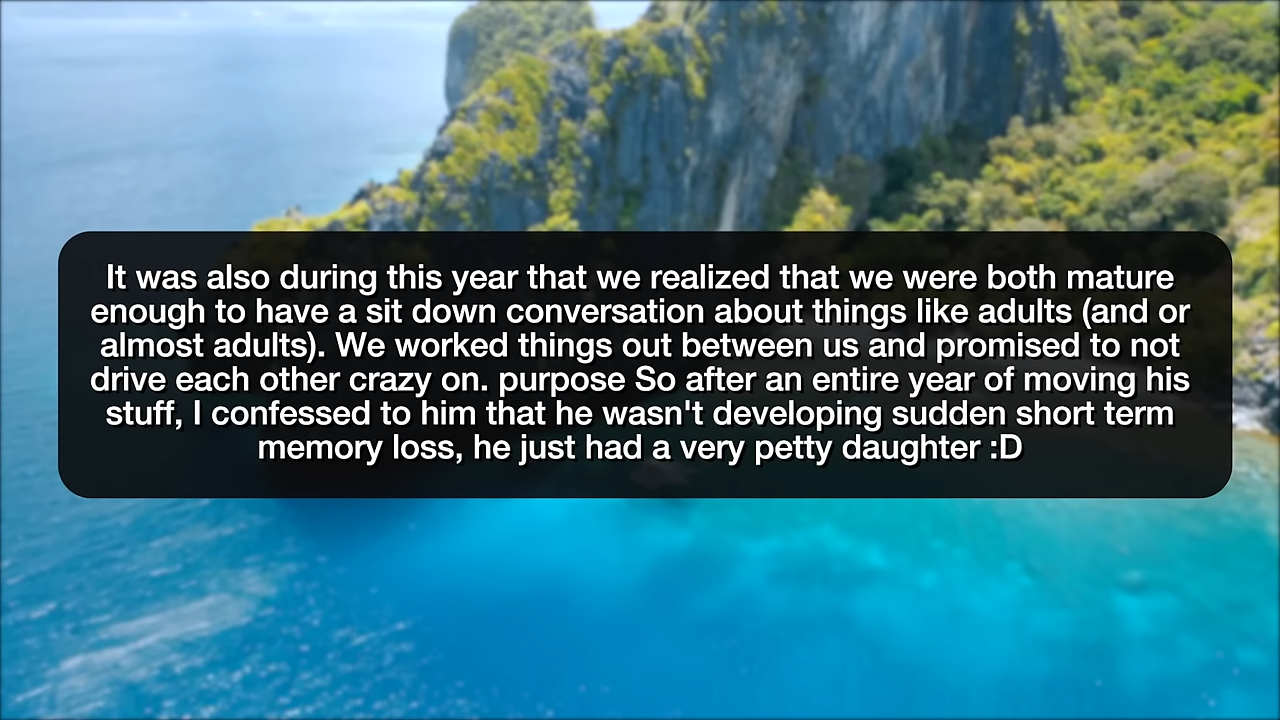 It was also during this year that we realized that we were both mature
enough to have a sit down conversation about things like adults (and or
almost adults). We worked things out between us and promised to not
drive each other crazy on. purpose So after an entire year of moving his
stuff, I confessed to him that he wasn't developing sudden short term
memory loss, he just had a very petty daughter :D